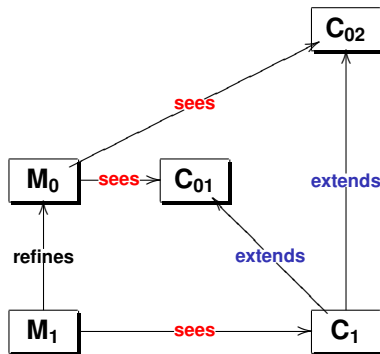 C02
sees
M0
sees
C01
extends
refines
extends
M1
sees
C1